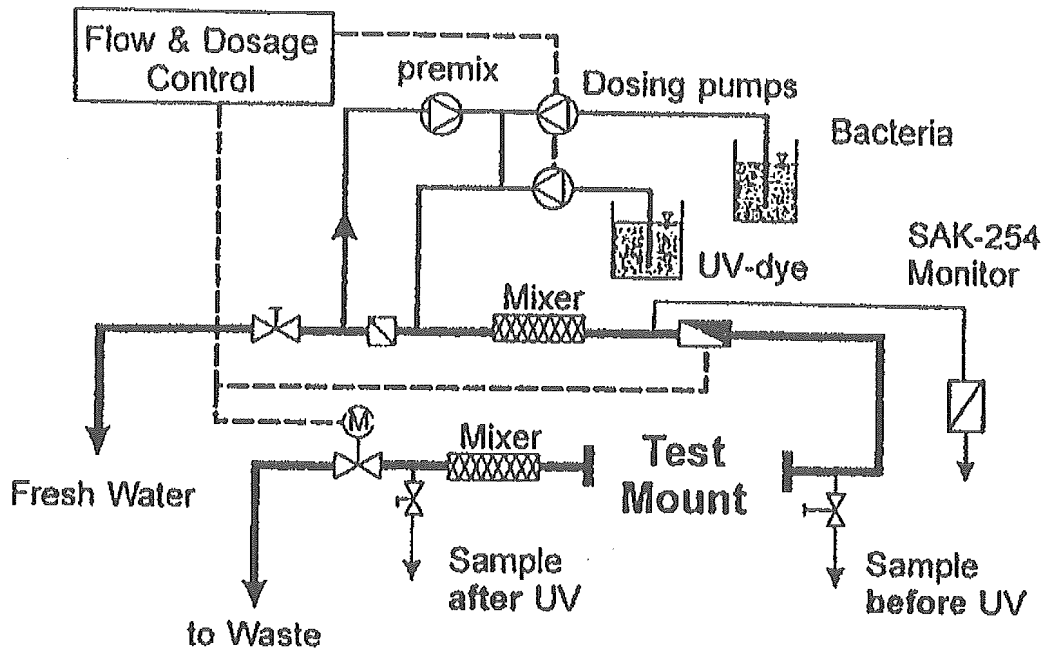 Flow & Dosage
Control
premix
Dosing pumps
Bacteria
UV-dye
SAK-254
Monitor
Mixer
M
Mixer
Test
Mount
Fresh Water
Sample
after UV
Sample
before UV
to Waste